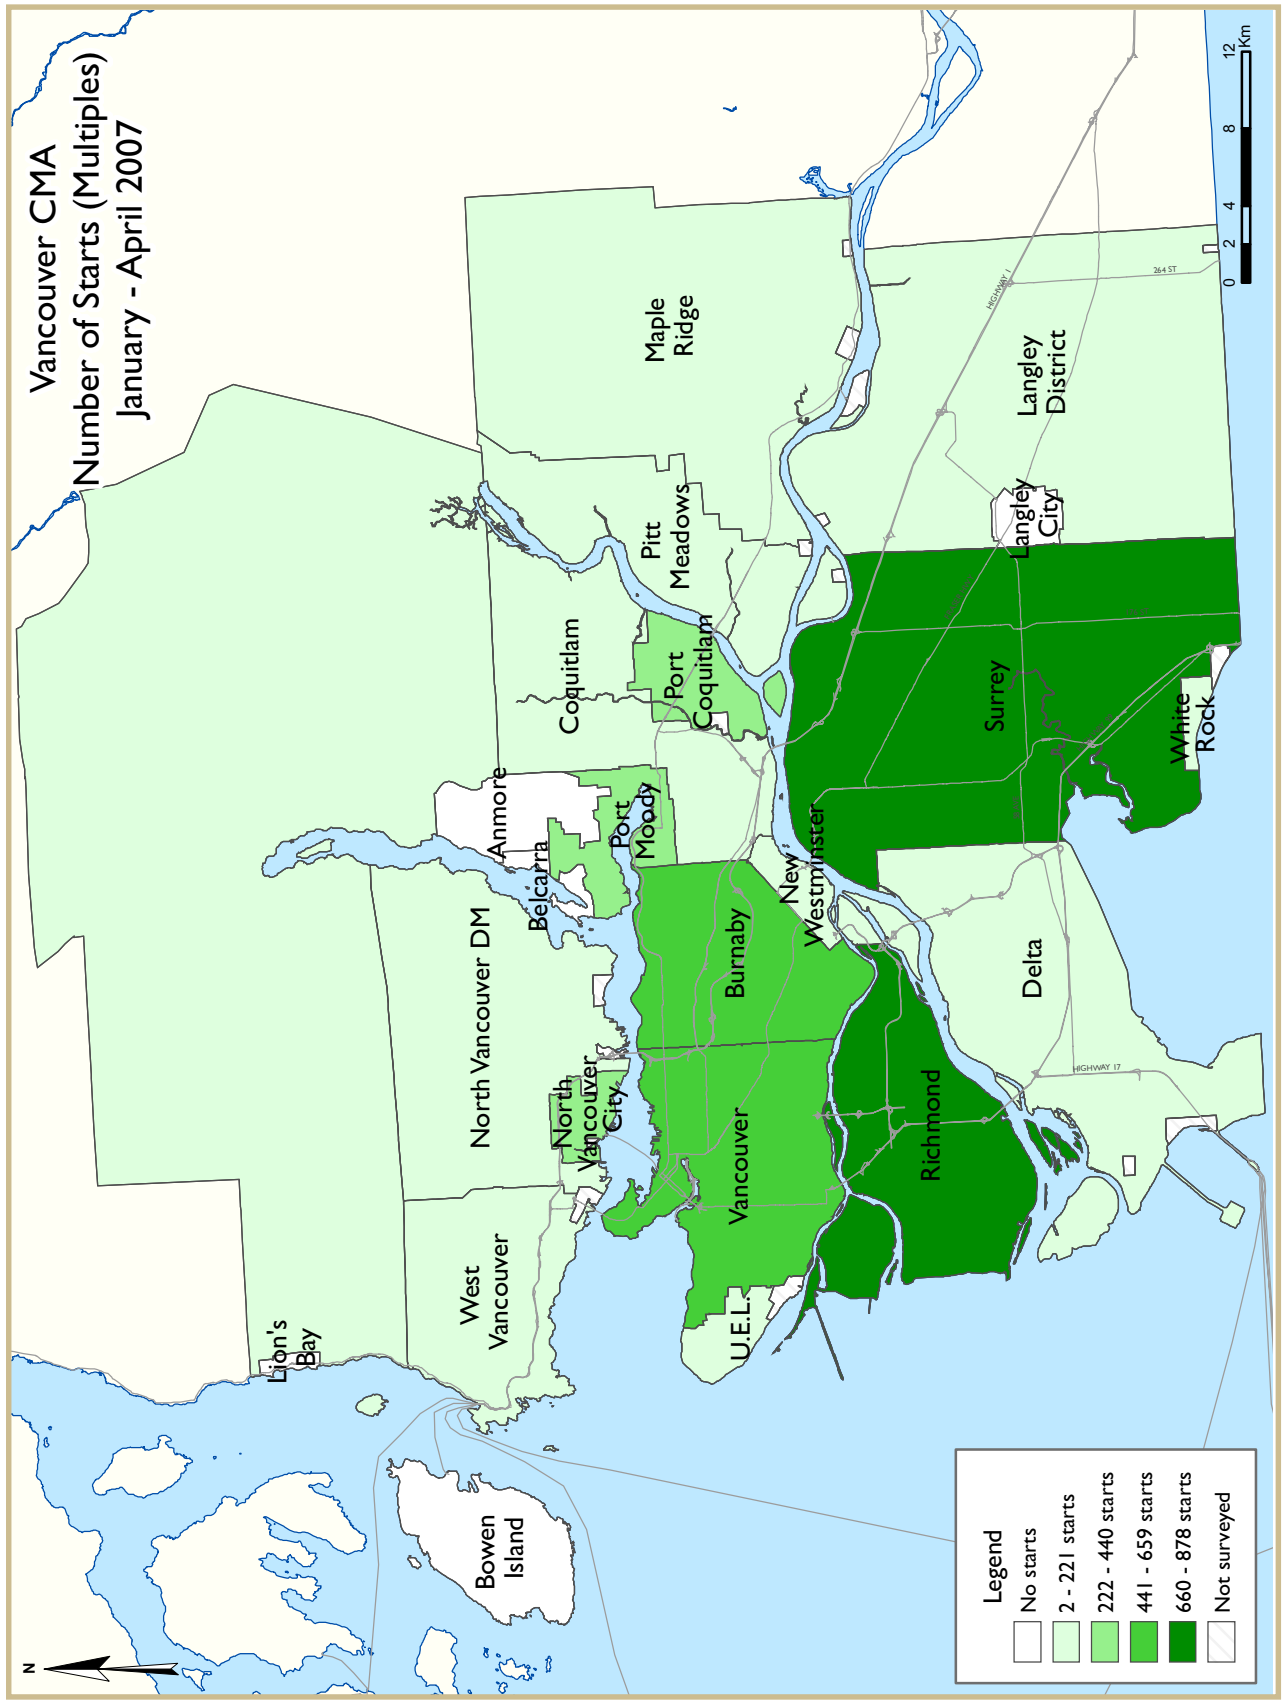 Vancouver CMA
Number of Starts (Multiples)
January - April 2007
N
Lion's
Bay
Bowen
Island
West
Vancouver
North Vancouver DM
North
Vancouver
City
Belcarra
Anmore
Port
Moody
Coquitlam
Port
Coquitlam
Pitt
Meadows
Maple
Ridge
U.E.L.
Vancouver
Burnaby
New
Westminster
Richmond
Delta
Surrey
White
Rock
Langley
City
Langley
District
HIGHWAY 1
264 ST
HIGHWAY 17
Legend
No starts
2 - 221 starts
222 - 440 starts
441 - 659 starts
660 - 878 starts
Not surveyed
0 2 4 8 12
Km